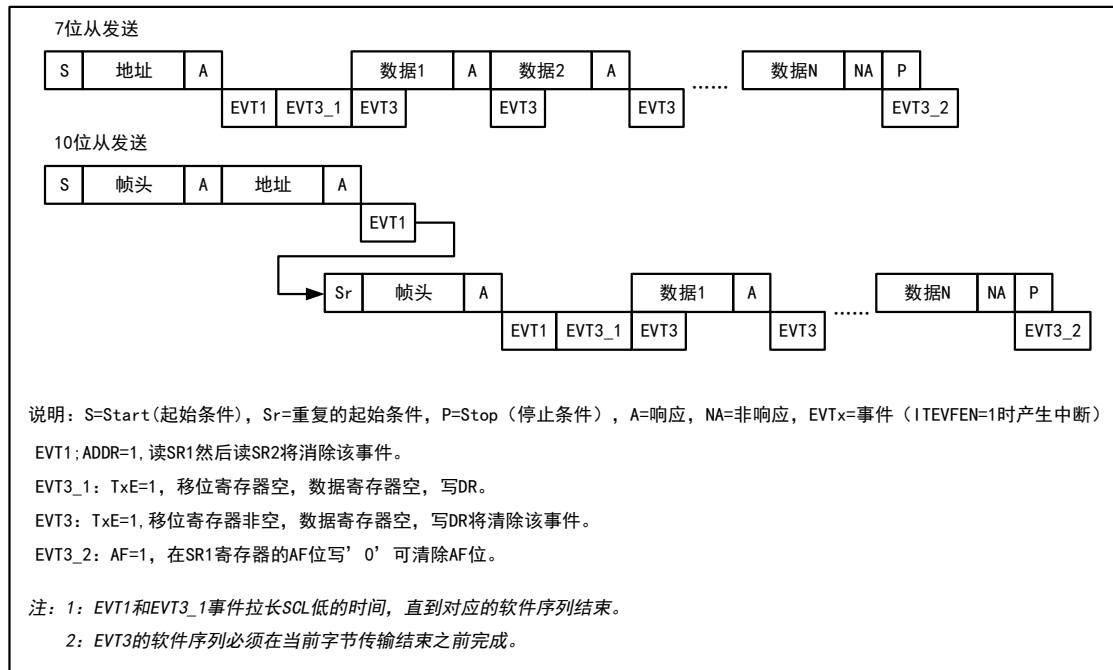 7位从发送
S 地址 A 数据1 A 数据2 A …… 数据N NA P
EVT1 EVT3_1 EVT3 EVT3 EVT3 EVT3_2
10位从发送
S 帧头 A 地址 A
EVT1
Sr 帧头 A 数据1 A …… 数据N NA P
EVT1 EVT3_1 EVT3 EVT3 EVT3_2
说明：S=Start(起始条件)，Sr=重复的起始条件，P=Stop（停止条件），A=响应，NA=非响应，EVTx=事件（ITEVFEN=1时产生中断）
EVT1;ADDR=1,读SR1然后读SR2将消除该事件。
EVT3_1：TxE=1，移位寄存器空，数据寄存器空，写DR。
EVT3：TxE=1,移位寄存器非空，数据寄存器空，写DR将清除该事件。
EVT3_2：AF=1，在SR1寄存器的AF位写’0’可清除AF位。
注：1：EVT1和EVT3_1事件拉长SCL低的时间，直到对应的软件序列结束。
2：EVT3的软件序列必须在当前字节传输结束之前完成。